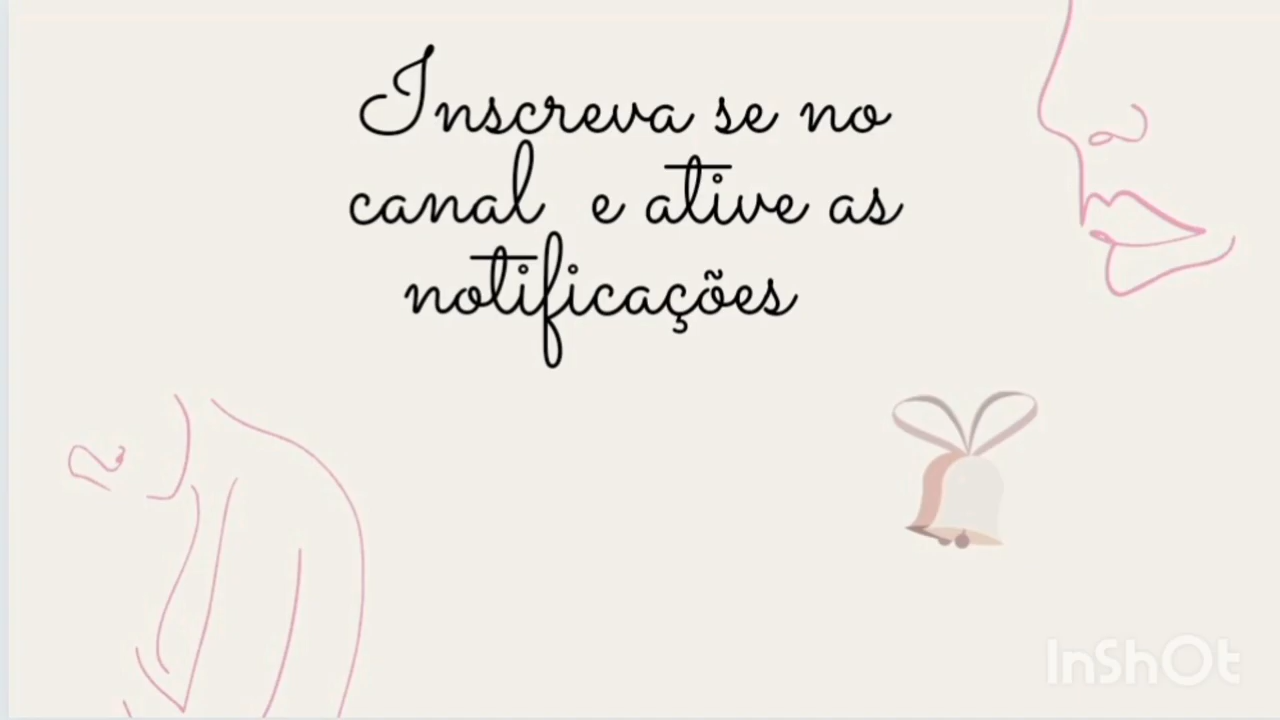 Inscreva se no
canal e ative as
notificações
InShOt